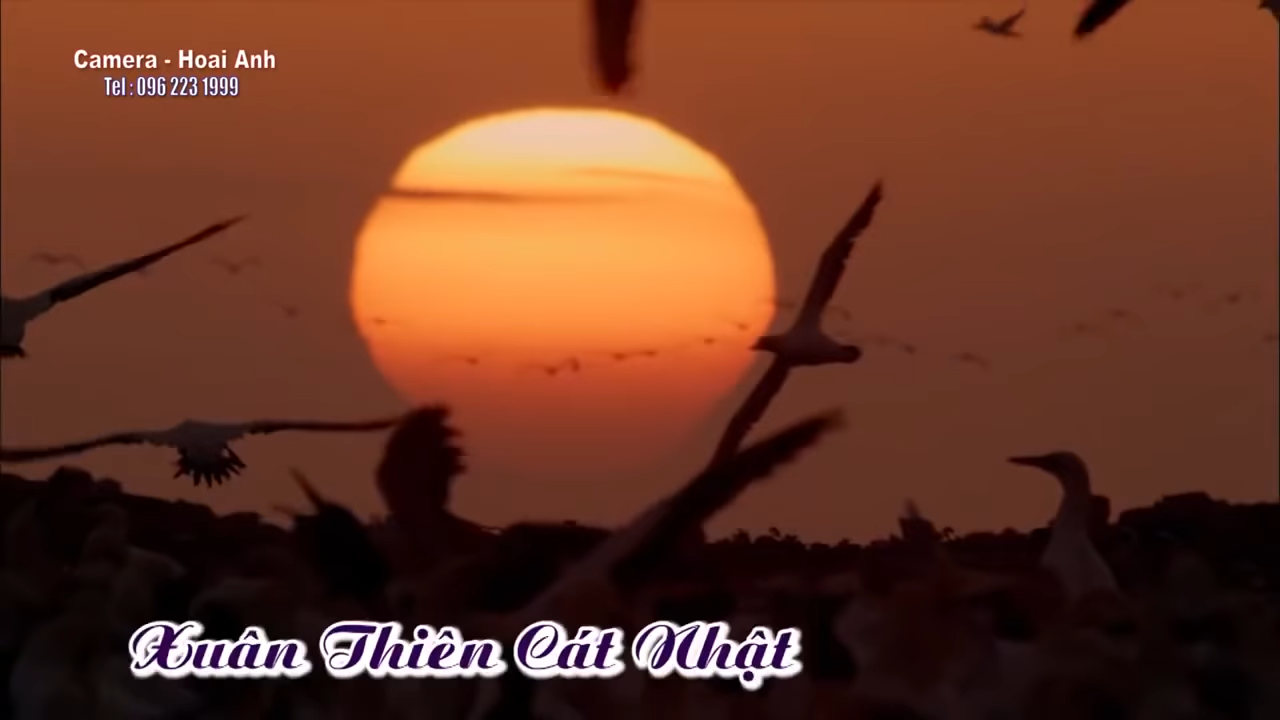 Camera - Hoai Anh
Tel : 096 223 1999
Xuân Thiên Cát Nhật